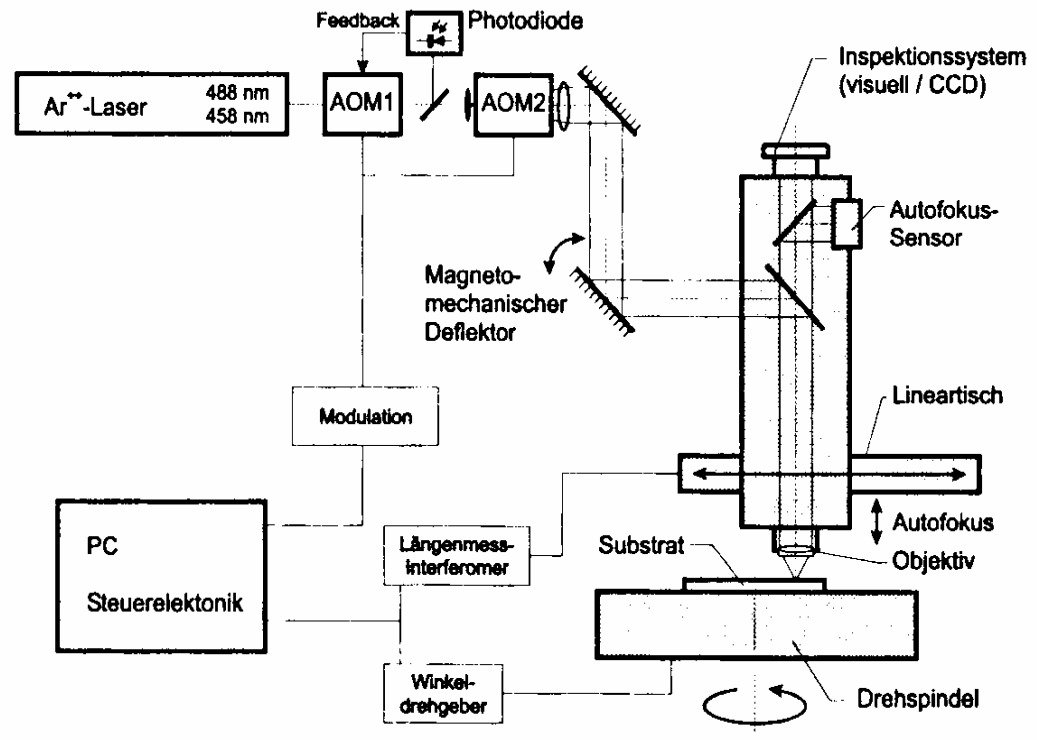 Feedback
Photodiode
Ar⁺⁺-Laser
488 nm
458 nm
AOM1
AOM2
Inspektionssystem
(visuell / CCD)
Autofokus-
Sensor
Magneto-
mechanischer
Deflektor
Modulation
Lineartisch
PC
Steuerelektonik
Längenmess-
Interferomer
Autofokus
Substrat
Objektiv
Winkel-
drehgeber
Drehspindel